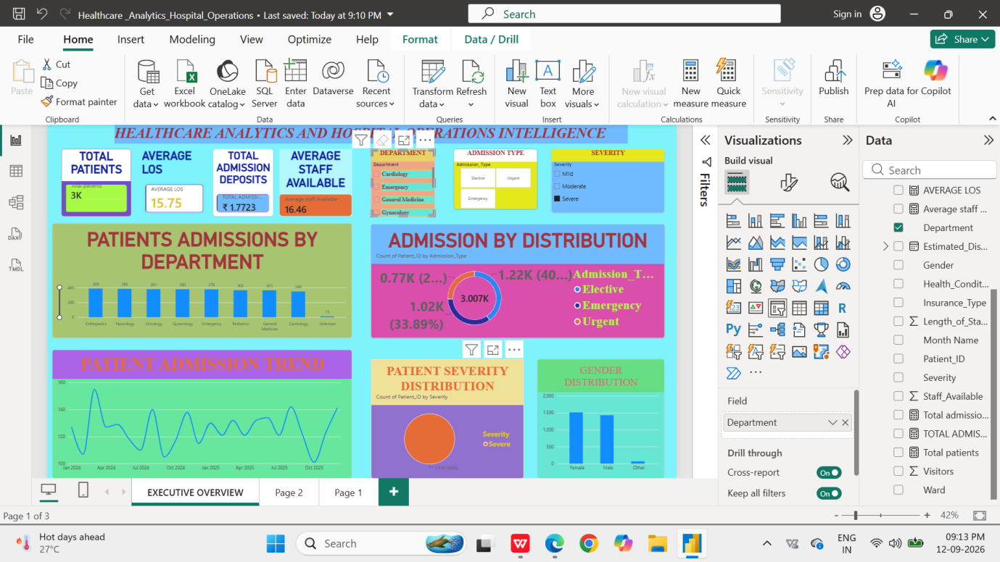 Healthcare _Analytics_Hospital_Operations • Last saved: Today at 9:10 PM
Search
Sign in
File
Home
Insert
Modeling
View
Optimize
Help
Format
Data / Drill
Share
Paste
Cut
Copy
Format painter
Clipboard
Get data
Excel workbook
OneLake catalog
SQL Server
Enter data
Dataverse
Recent sources
Data
Transform data
Refresh
Queries
New visual
Text box
More visuals
Insert
New visual calculation
New measure
Quick measure
Calculations
Sensitivity
Sensitivity
Publish
Share
Prep data for AI
Copilot
Copilot
DAX
TMDL
TOTAL PATIENTS
Total patients
3K
AVERAGE LOS
AVERAGE LOS
15.75
TOTAL ADMISSION DEPOSITS
TOTAL ADMISSI...
₹ 1.7723
AVERAGE STAFF AVAILABLE
Average staff Available
16.46
DEPARTMENT
Department
Cardiology
Emergency
General Medicine
Gynecology
ADMISSION TYPE
Admission_Type
Elective
Urgent
Emergency
SEVERITY
Severity
Mild
Moderate
Severe
PATIENTS ADMISSIONS BY DEPARTMENT
400
200
0
399
396
381
380
378
366
365
349
13
Orthopedics
Neurology
Oncology
Gynecology
Emergency
Pediatrics
General Medicine
Cardiology
Unknown
ADMISSION BY DISTRIBUTION
Count of Patient_ID by Admission_Type
0.77K (2...)
1.22K (40...)
1.02K
(33.89%)
3.007K
Admission_T...
Elective
Emergency
Urgent
PATIENT ADMISSION TREND
160
140
120
100
Jan 2024
Apr 2024
Jul 2024
Oct 2024
Jan 2025
Apr 2025
Jul 2025
Oct 2025
PATIENT SEVERITY DISTRIBUTION
Count of Patient_ID by Severity
Severity
Severe
GENDER DISTRIBUTION
2,000
1,500
1,000
500
0
Female
Male
Other
Filters
Visualizations
Build visual
123
R
Py
Field
Department
Drill through
Cross-report
On
Keep all filters
On
Data
Search
AVERAGE LOS
Average staff ...
Department
Estimated_Dis...
Gender
Health_Condit...
Insurance_Type
Length_of_Sta...
Month Name
Patient_ID
Severity
Staff_Available
Total admissio...
TOTAL ADMIS...
Total patients
Visitors
Ward
EXECUTIVE OVERVIEW
Page 2
Page 1
Page 1 of 3
42%
Hot days ahead
27°C
Search
ENG
IN
09:13 PM
12-09-2026